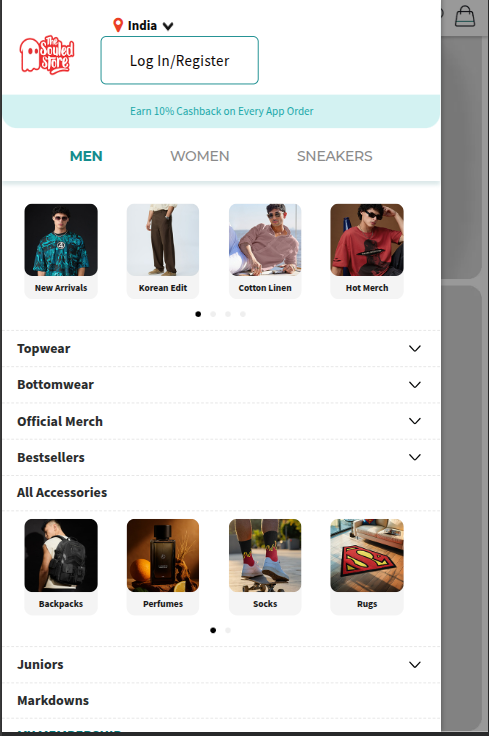 India
The
Souled
Store
Log In/Register
Earn 10% Cashback on Every App Order
MEN
WOMEN
SNEAKERS
New Arrivals
Korean Edit
Cotton Linen
Hot Merch
Topwear
Bottomwear
Official Merch
Bestsellers
All Accessories
Backpacks
Perfumes
Socks
Rugs
Juniors
Markdowns